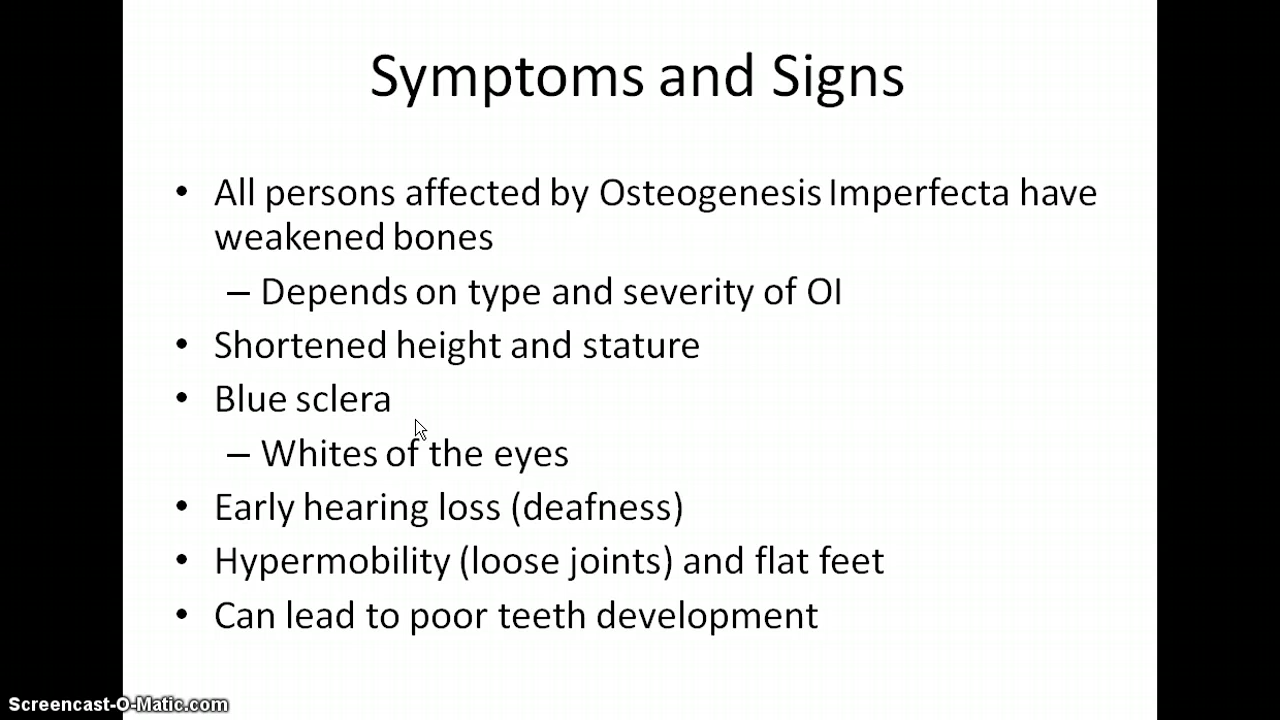 Symptoms and Signs
• All persons affected by Osteogenesis Imperfecta have
weakened bones
– Depends on type and severity of OI
• Shortened height and stature
• Blue sclera
– Whites of the eyes
• Early hearing loss (deafness)
• Hypermobility (loose joints) and flat feet
• Can lead to poor teeth development
Screencast-O-Matic.com